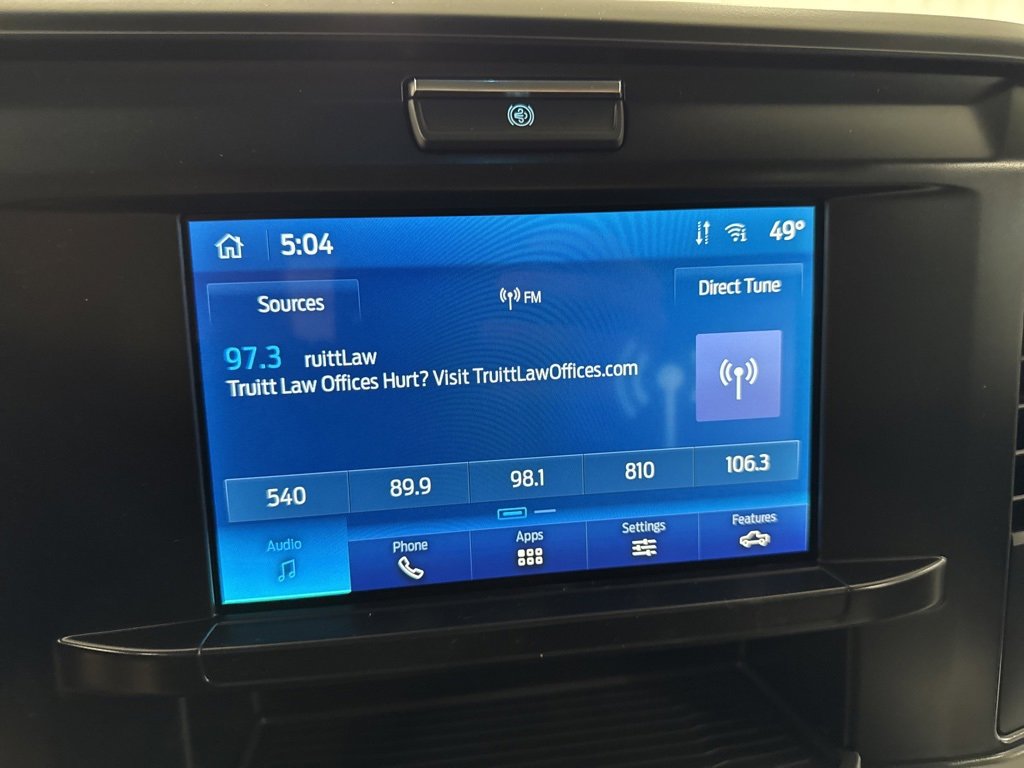 5:04
49°
Sources
FM
Direct Tune
97.3 ruittLaw
Truitt Law Offices Hurt? Visit TruittLawOffices.com
540 89.9 98.1 810 106.3
Audio Phone Apps Settings Features